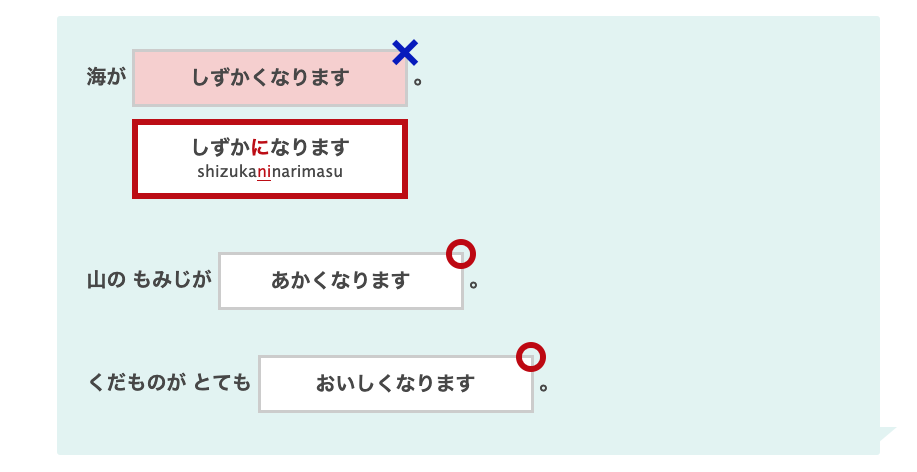 海が しずかくなります 。
しずかになります
shizukaninarimasu
山の もみじが あかくなります 。
くだものが とても おいしくなります 。